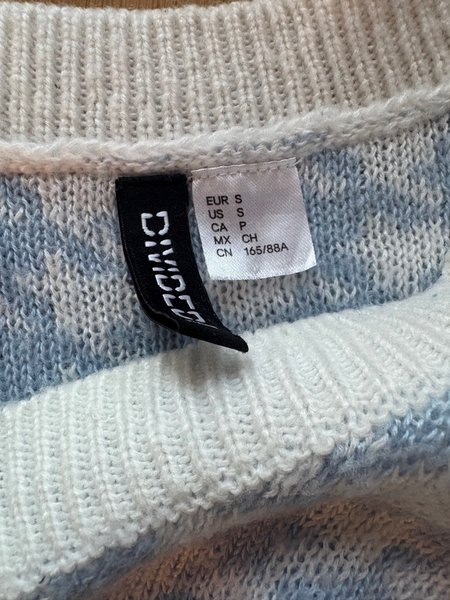 DIVIDED
EUR S
US S
CA P
MX CH
CN 165/88A